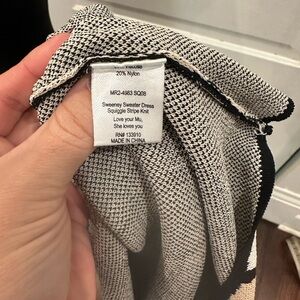 20% Nylon
MR2-4983 SQ08
Sweeney Sweater Dress
Squiggle Stripe Knit
Love your Mu,
She loves you
RN# 133910
MADE IN CHINA